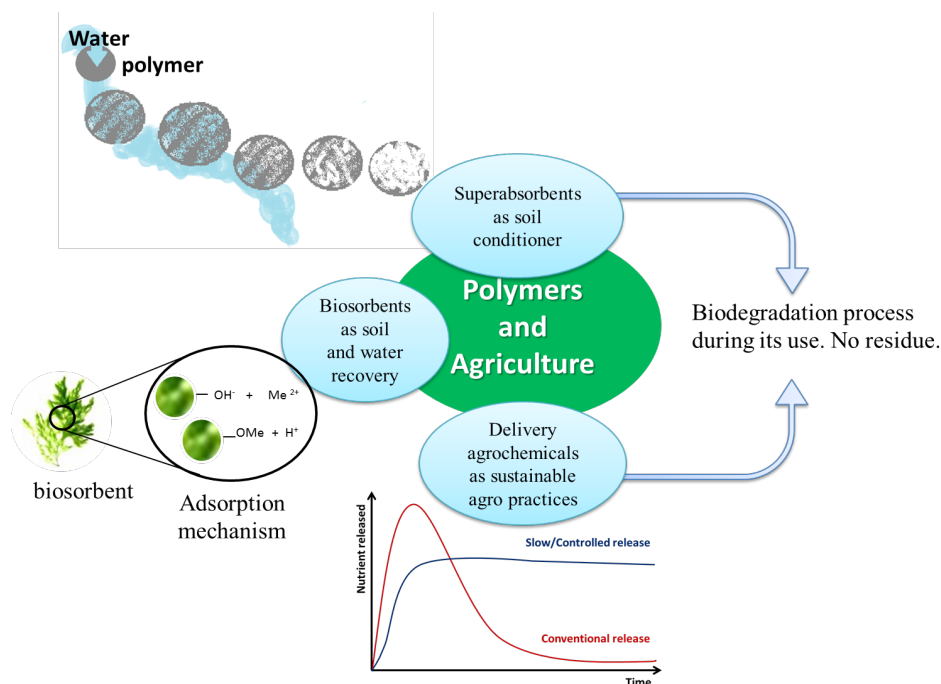 Water
polymer
Superabsorbents
as soil
conditioner
Polymers
and
Agriculture
Biosorbents
as soil
and water
recovery
Biodegradation process
during its use. No residue.
OH⁻ + Me ²⁺
OMe + H⁺
biosorbent
Adsorption
mechanism
Delivery
agrochemicals
as sustainable
agro practices
Nutrient released
Slow/Controlled release
Conventional release
Time